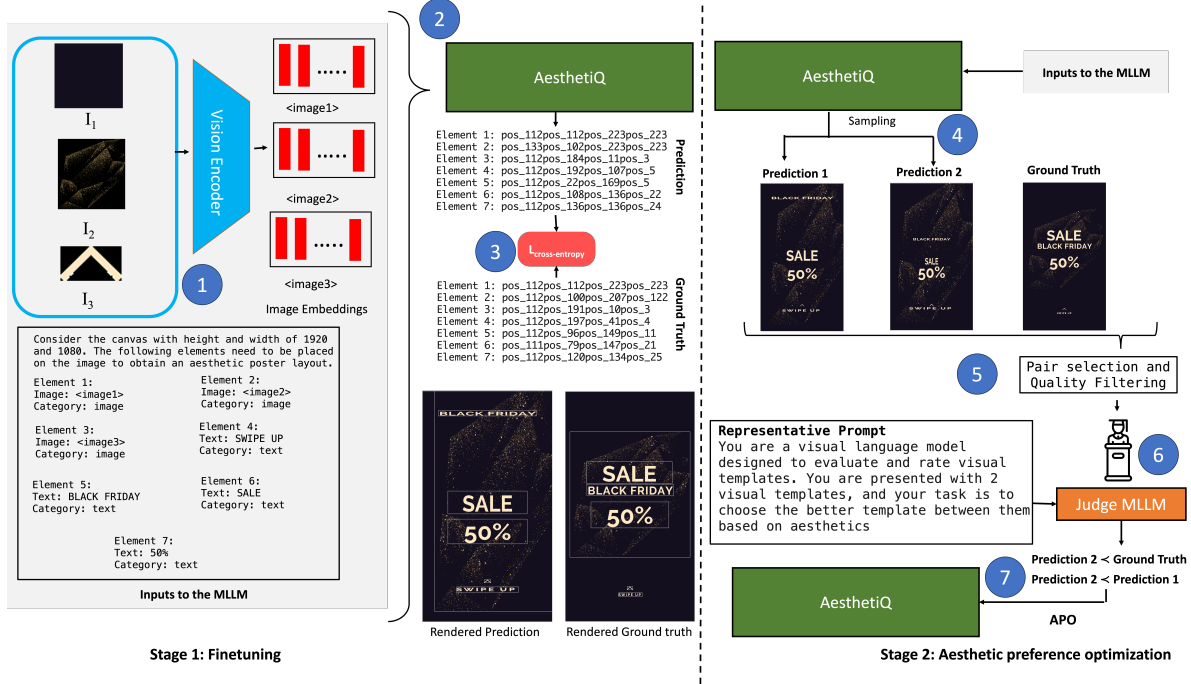 I1
I2
I3
Vision Encoder
1
<image1>
<image2>
<image3>
Image Embeddings
Consider the canvas with height and width of 1920
and 1080. The following elements need to be placed
on the image to obtain an aesthetic poster layout.
Element 1:
Image: <image1>
Category: image
Element 2:
Image: <image2>
Category: image
Element 3:
Image: <image3>
Category: image
Element 4:
Text: SWIPE UP
Category: text
Element 5:
Text: BLACK FRIDAY
Category: text
Element 6:
Text: SALE
Category: text
Element 7:
Text: 50%
Category: text
Inputs to the MLLM
Stage 1: Finetuning
2
AesthetiQ
Element 1: pos_112pos_112pos_223pos_223
Element 2: pos_133pos_102pos_223pos_223
Element 3: pos_112pos_184pos_11pos_3
Element 4: pos_112pos_192pos_107pos_5
Element 5: pos_112pos_22pos_169pos_5
Element 6: pos_112pos_108pos_136pos_22
Element 7: pos_112pos_136pos_136pos_24
Prediction
3
Lcross-entropy
Element 1: pos_112pos_112pos_223pos_223
Element 2: pos_112pos_100pos_207pos_122
Element 3: pos_112pos_191pos_10pos_3
Element 4: pos_112pos_197pos_41pos_4
Element 5: pos_112pos_96pos_149pos_11
Element 6: pos_111pos_79pos_147pos_21
Element 7: pos_112pos_120pos_134pos_25
Ground Truth
BLACK FRIDAY
SALE
50%
SWIPE UP
Rendered Prediction
SALE
BLACK FRIDAY
50%
SWIPE UP
Rendered Ground truth
AesthetiQ
Inputs to the MLLM
Sampling
4
Prediction 1
BLACK FRIDAY
SALE
50%
SWIPE UP
Prediction 2
BLACK FRIDAY
SALE
50%
SWIPE UP
Ground Truth
SALE
BLACK FRIDAY
50%
5
Pair selection and
Quality Filtering
Representative Prompt
You are a visual language model
designed to evaluate and rate visual
templates. You are presented with 2
visual templates, and your task is to
choose the better template between them
based on aesthetics
6
Judge MLLM
Prediction 2 ≺ Ground Truth
Prediction 2 ≺ Prediction 1
7
AesthetiQ
APO
Stage 2: Aesthetic preference optimization